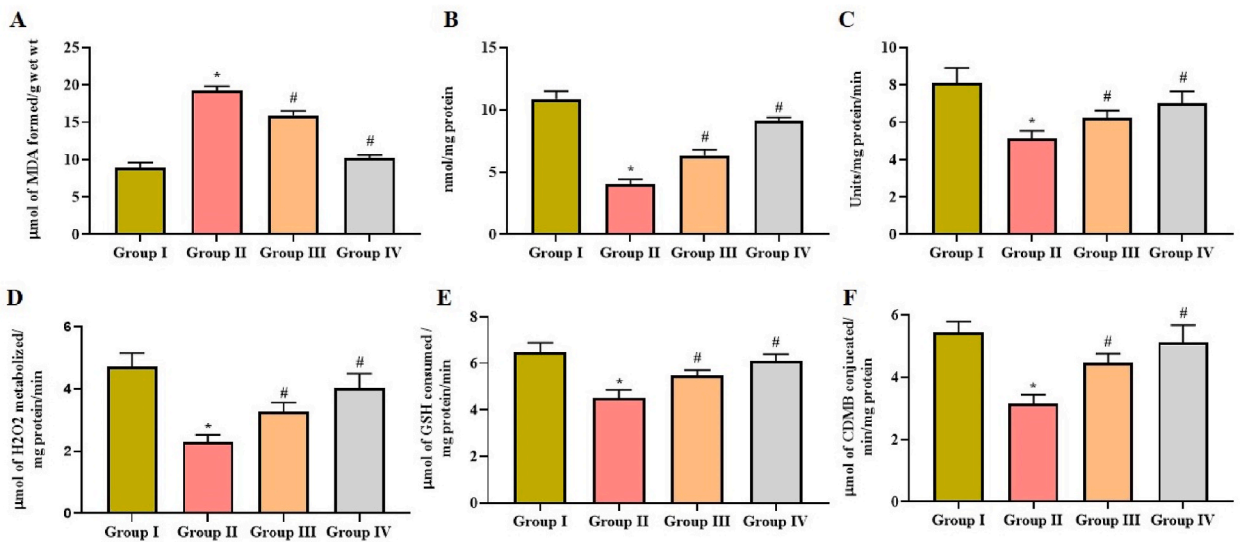 A
μmol of MDA formed/g wet wt
25
20
15
10
5
0
*
#
#
Group I Group II Group III Group IV
B
nmol/mg protein
15
10
5
0
*
#
#
Group I Group II Group III Group IV
C
Units/mg protein/min
10
8
6
4
2
0
*
#
#
Group I Group II Group III Group IV
D
μmol of H2O2 metabolized/
mg protein/min
6
4
2
0
*
#
#
Group I Group II Group III Group IV
E
μmol of GSH consumed /
mg protein/min
8
6
4
2
0
*
#
#
Group I Group II Group III Group IV
F
μmol of CDMB conjucated/
min/mg protein
6
4
2
0
*
#
#
Group I Group II Group III Group IV